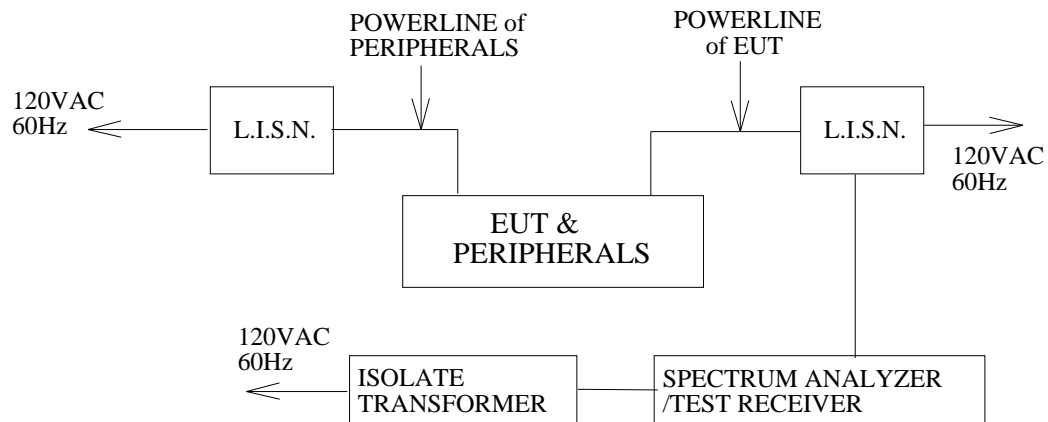 POWERLINE of
PERIPHERALS
POWERLINE
of EUT
120VAC
60Hz
L.I.S.N.
L.I.S.N.
120VAC
60Hz
EUT &
PERIPHERALS
120VAC
60Hz
ISOLATE
TRANSFORMER
SPECTRUM ANALYZER
/TEST RECEIVER